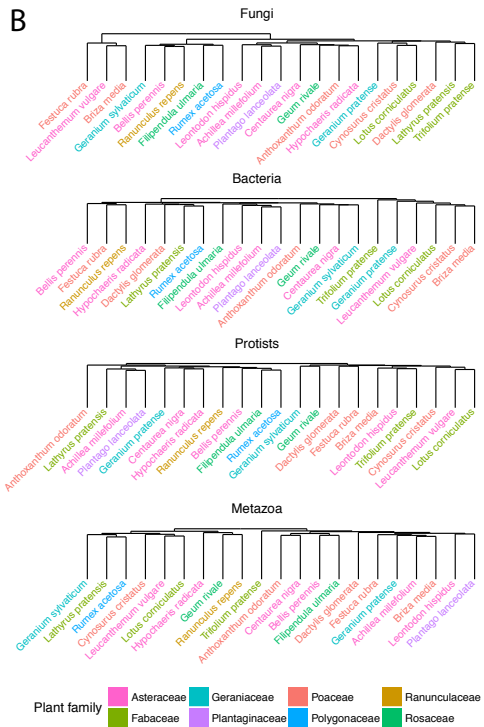 B
Fungi
Festuca rubra
Leucanthemum vulgare
Briza media
Geranium sylvaticum
Bellis perennis
Ranunculus repens
Filipendula ulmaria
Rumex acetosa
Leontodon hispidus
Achillea millefolium
Plantago lanceolata
Centaurea nigra
Geum rivale
Anthoxanthum odoratum
Hypochaeris radicata
Geranium pratense
Cynosurus cristatus
Lotus corniculatus
Dactylis glomerata
Lathyrus pratensis
Trifolium pratense
Bacteria
Bellis perennis
Festuca rubra
Ranunculus repens
Hypochaeris radicata
Dactylis glomerata
Lathyrus pratensis
Rumex acetosa
Filipendula ulmaria
Leontodon hispidus
Achillea millefolium
Plantago lanceolata
Anthoxanthum odoratum
Geum rivale
Centaurea nigra
Geranium sylvaticum
Trifolium pratense
Geranium pratense
Leucanthemum vulgare
Lotus corniculatus
Cynosurus cristatus
Briza media
Protists
Anthoxanthum odoratum
Lathyrus pratensis
Achillea millefolium
Plantago lanceolata
Geranium pratense
Centaurea nigra
Hypochaeris radicata
Ranunculus repens
Bellis perennis
Filipendula ulmaria
Rumex acetosa
Geranium sylvaticum
Geum rivale
Dactylis glomerata
Festuca rubra
Briza media
Leontodon hispidus
Trifolium pratense
Cynosurus cristatus
Leucanthemum vulgare
Lotus corniculatus
Metazoa
Geranium sylvaticum
Lathyrus pratensis
Rumex acetosa
Cynosurus cristatus
Leucanthemum vulgare
Lotus corniculatus
Hypochaeris radicata
Geum rivale
Ranunculus repens
Trifolium pratense
Anthoxanthum odoratum
Centaurea nigra
Bellis perennis
Filipendula ulmaria
Dactylis glomerata
Festuca rubra
Geranium pratense
Achillea millefolium
Briza media
Leontodon hispidus
Plantago lanceolata
Plant family
Asteraceae Geraniaceae Poaceae Ranunculaceae
Fabaceae Plantaginaceae Polygonaceae Rosaceae